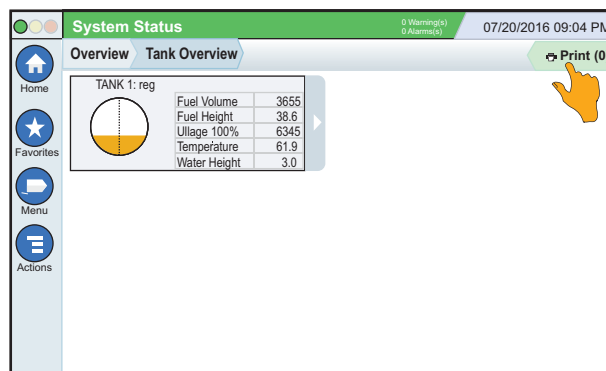 System Status
0 Warning(s)
0 Alarms(s)
07/20/2016 09:04 PM
Overview
Tank Overview
Print (0
Home
Favorites
Menu
Actions
TANK 1: reg
Fuel Volume 3655
Fuel Height 38.6
Ullage 100% 6345
Temperature 61.9
Water Height 3.0